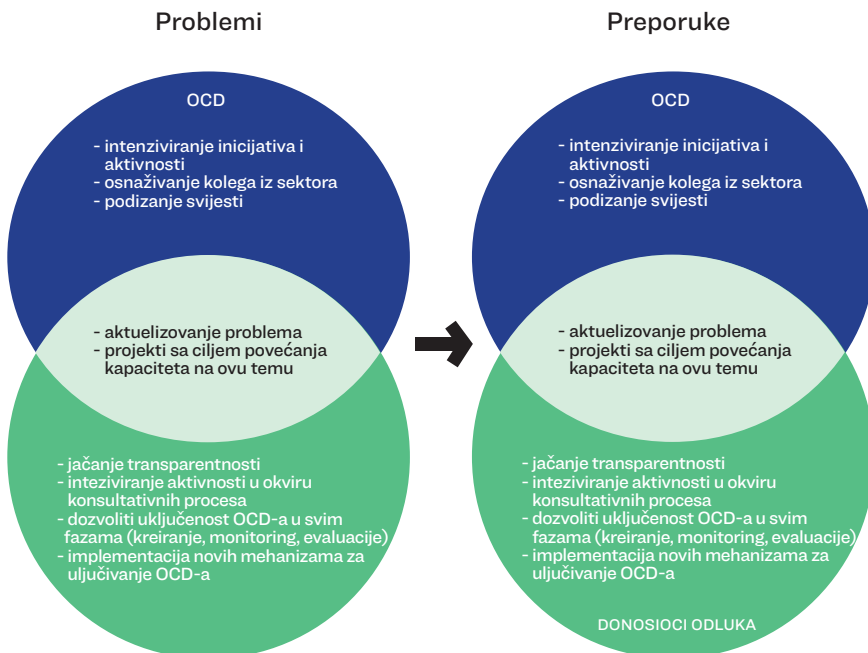 Problemi
OCD
- intenziviranje inicijativa i
aktivnosti
- osnaživanje kolega iz sektora
- podizanje svijesti
- aktuelizovanje problema
- projekti sa ciljem povećanja
kapaciteta na ovu temu
- jačanje transparentnosti
- inteziviranje aktivnosti u okviru
konsultativnih procesa
- dozvoliti uključenost OCD-a u svim
fazama (kreiranje, monitoring, evaluacije)
- implementacija novih mehanizama za
uljučivanje OCD-a
Preporuke
OCD
- intenziviranje inicijativa i
aktivnosti
- osnaživanje kolega iz sektora
- podizanje svijesti
- aktuelizovanje problema
- projekti sa ciljem povećanja
kapaciteta na ovu temu
- jačanje transparentnosti
- inteziviranje aktivnosti u okviru
konsultativnih procesa
- dozvoliti uključenost OCD-a u svim
fazama (kreiranje, monitoring, evaluacije)
- implementacija novih mehanizama za
uljučivanje OCD-a
DONOSIOCI ODLUKA